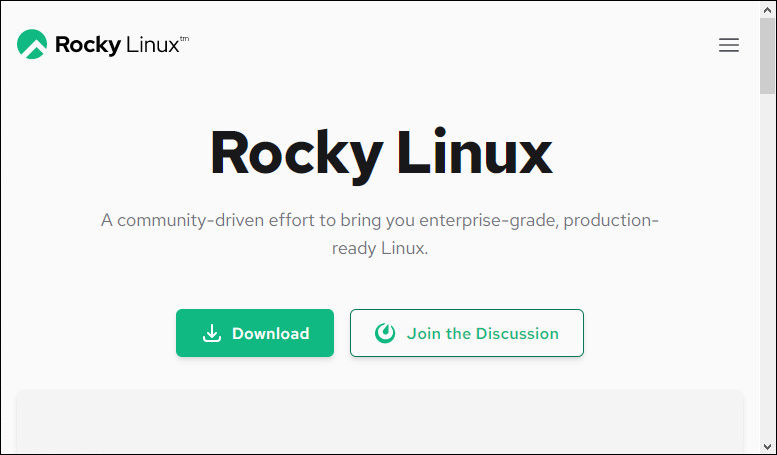 Rocky Linux™
Rocky Linux
A community-driven effort to bring you enterprise-grade, production-
ready Linux.
Download
Join the Discussion